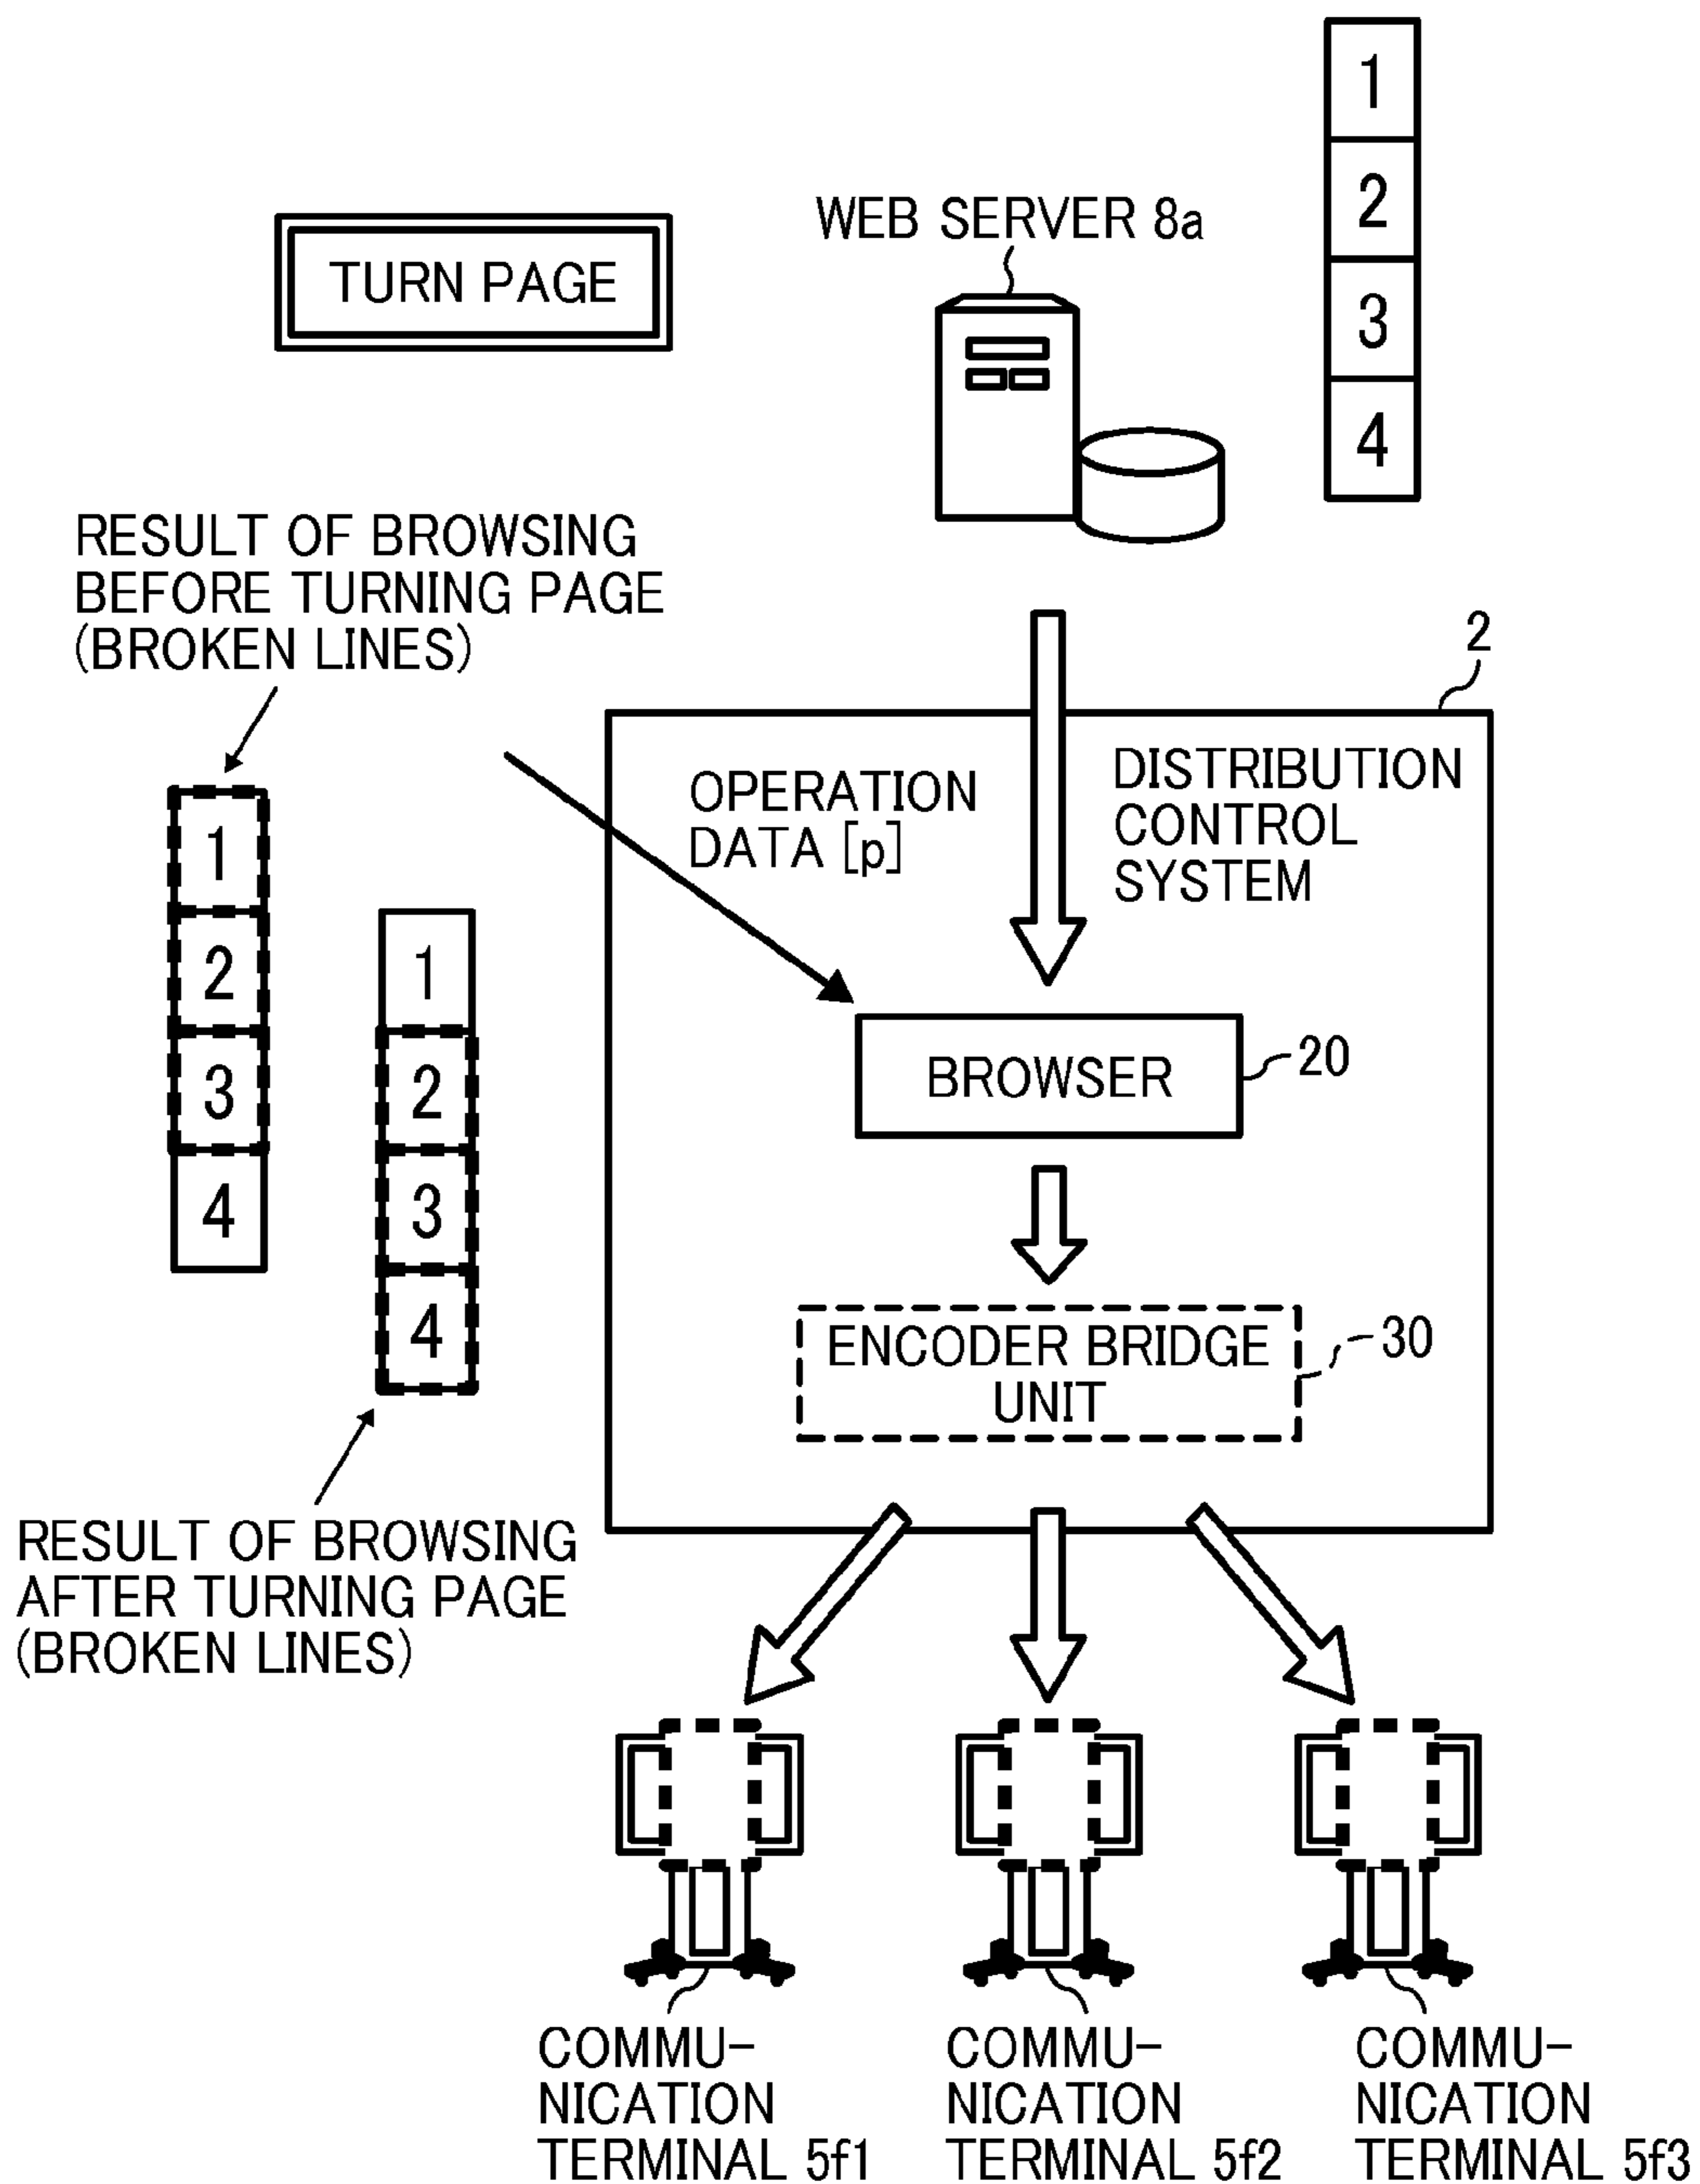 1
2
3
4
WEB SERVER 8a
TURN PAGE
RESULT OF BROWSING
BEFORE TURNING PAGE
(BROKEN LINES)
2
OPERATION
DATA [p]
DISTRIBUTION
CONTROL
SYSTEM
1
2
3
4
1
2
3
4
BROWSER
20
ENCODER BRIDGE
UNIT
30
RESULT OF BROWSING
AFTER TURNING PAGE
(BROKEN LINES)
COMMU-
NICATION
TERMINAL 5f1
COMMU-
NICATION
TERMINAL 5f2
COMMU-
NICATION
TERMINAL 5f3